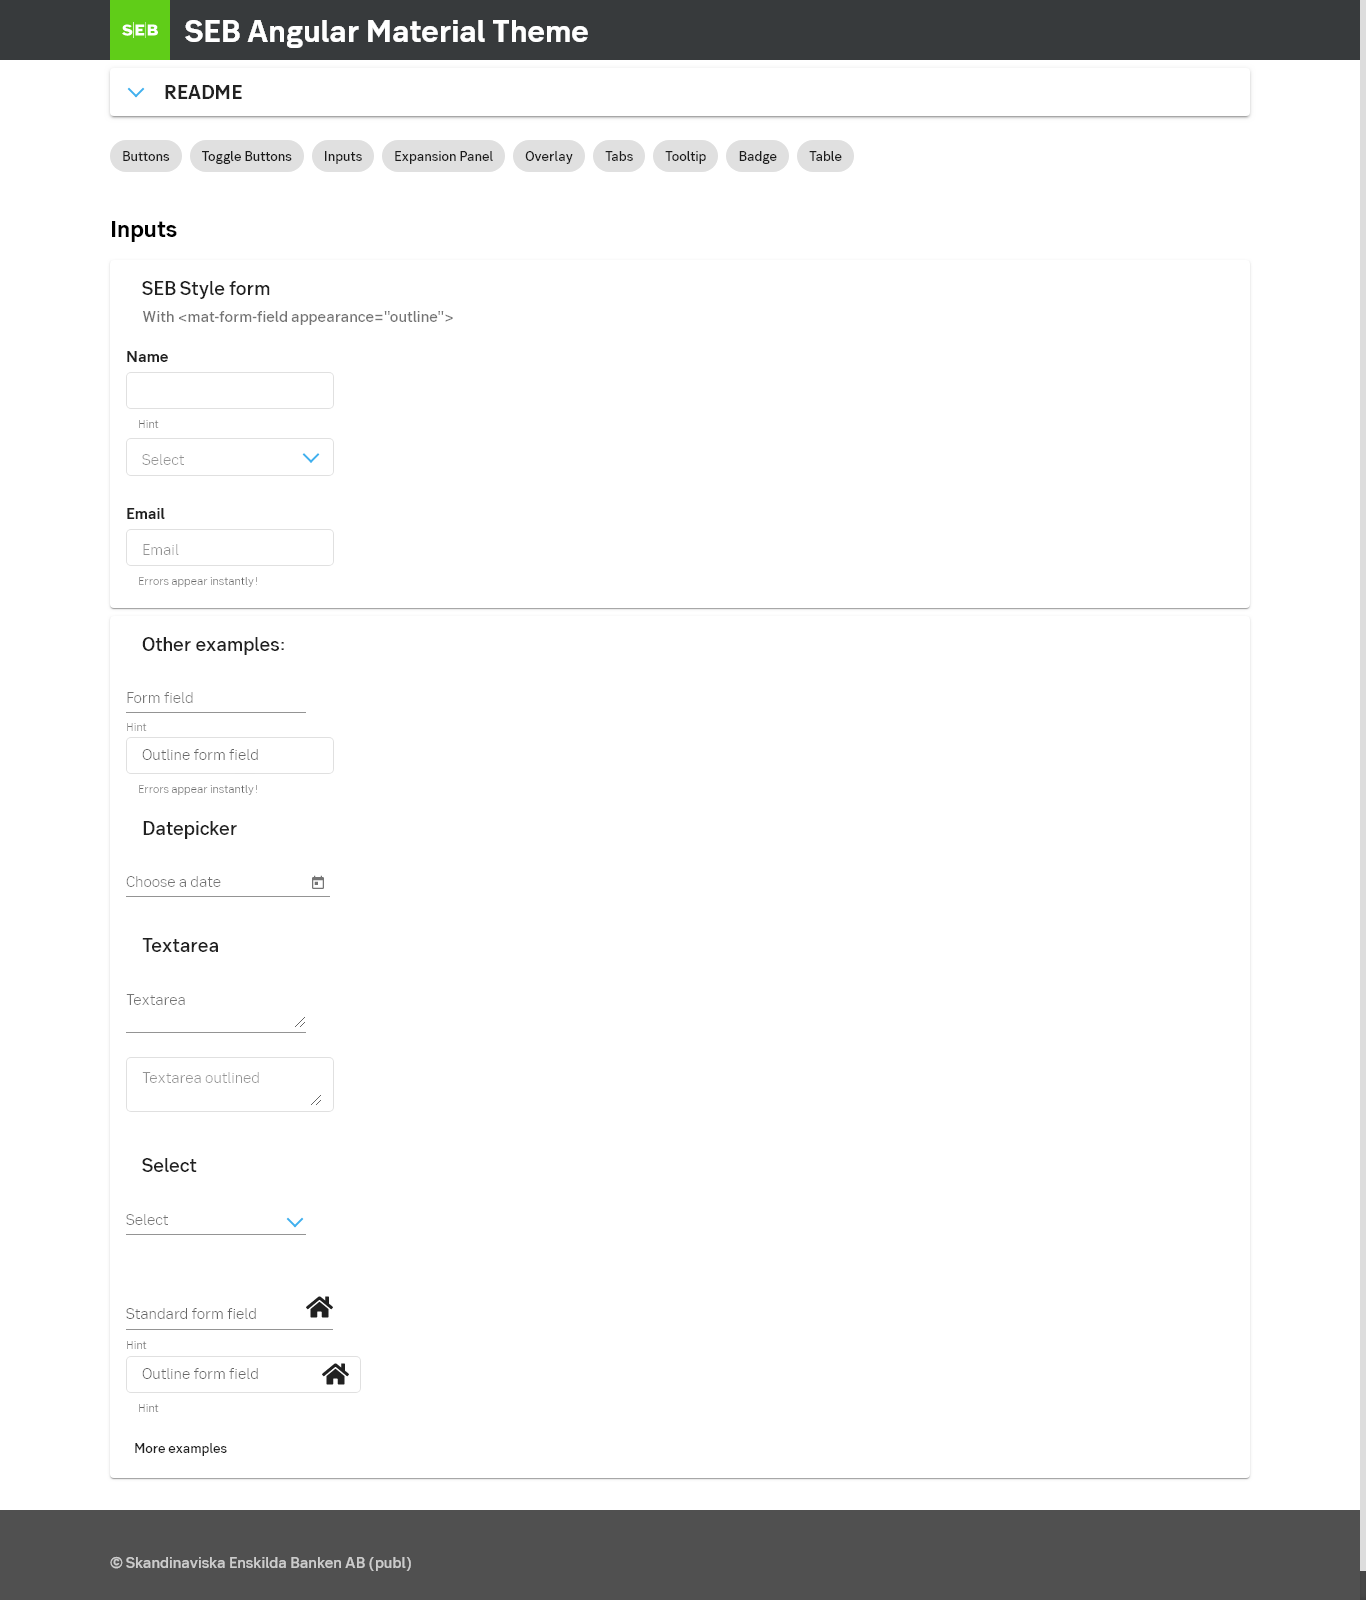 SEB SEB Angular Material Theme
README
Buttons Toggle Buttons Inputs Expansion Panel Overlay Tabs Tooltip Badge Table
Inputs
SEB Style form
With <mat-form-field appearance="outline">
Name
Hint
Select
Email
Email
Errors appear instantly!
Other examples:
Form field
Hint
Outline form field
Errors appear instantly!
Datepicker
Choose a date
Textarea
Textarea
Textarea outlined
Select
Select
Standard form field
Hint
Outline form field
Hint
More examples
© Skandinaviska Enskilda Banken AB (publ)